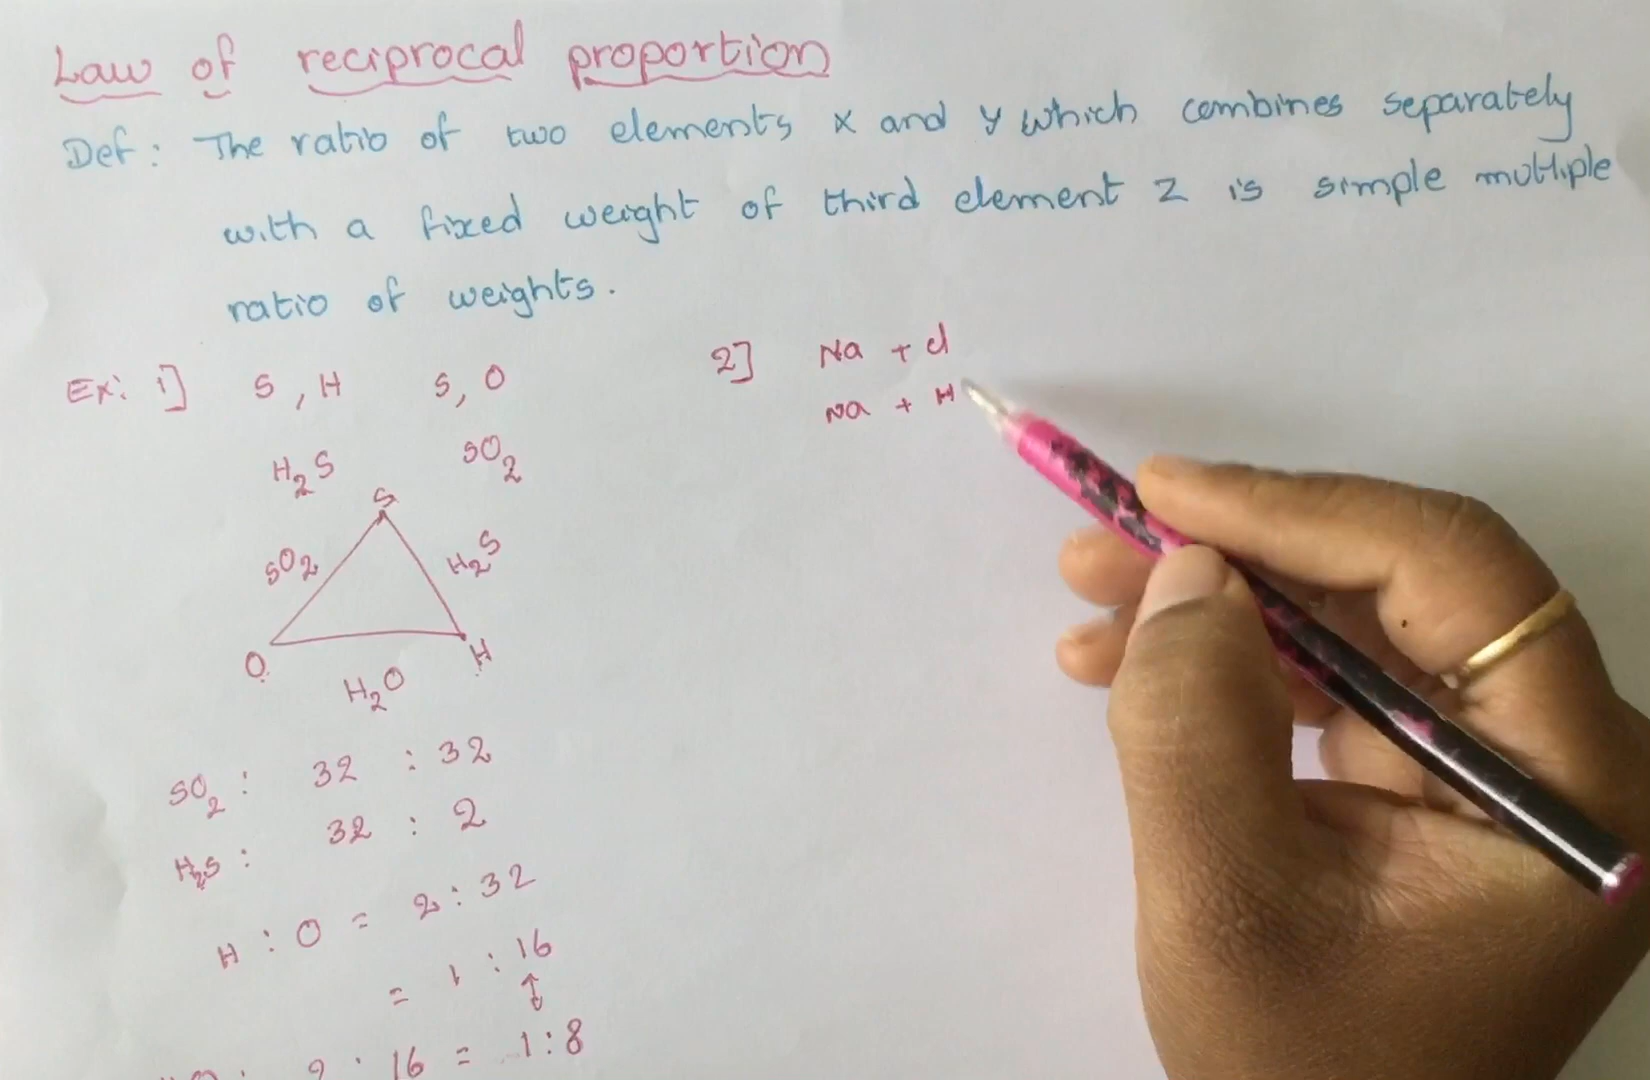 Law of reciprocal proportion
Def: The ratio of two elements x and y which combines separately
with a fixed weight of third element z is simple multiple
ratio of weights.
Ex: 1] S, H S, O
H2S SO2
S
SO2 H2S
O H
H2O
SO2 : 32 : 32
H2S : 32 : 2
H : O = 2 : 32
= 1 : 16
: 2 : 16 = 1 : 8
2] Na + Cl
Na + H